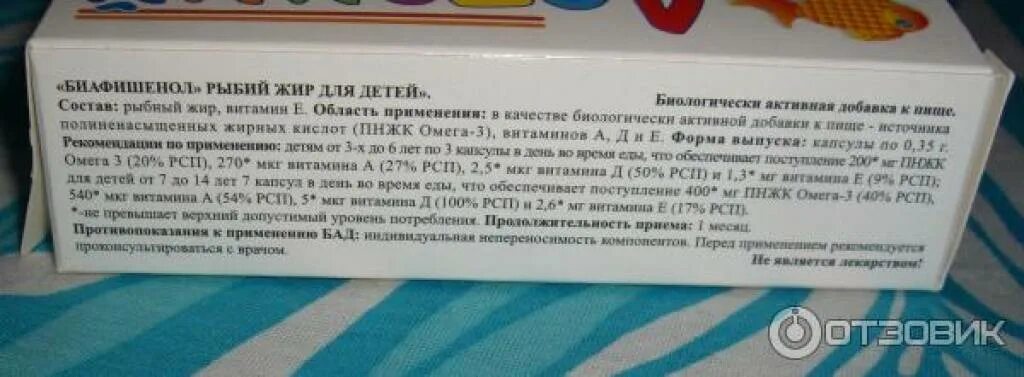 «БИАФИШЕНОЛ» РЫБИЙ ЖИР ДЛЯ ДЕТЕЙ».
Биологически активная добавка к пище.
Состав: рыбный жир, витамин Е. Область применения: в качестве биологически активной добавки к пище - источника
полиненасыщенных жирных кислот (ПНЖК Омега-3), витаминов А, Д и Е. Форма выпуска: капсулы по 0,35 г.
Рекомендации по применению: детям от 3-х до 6 лет по 3 капсулы в день во время еды, что обеспечивает поступление 200* мг ПНЖК
Омега 3 (20% РСП), 270* мкг витамина А (27% РСП), 2,5* мкг витамина Д (50% РСП) и 1,3* мг витамина Е (9% РСП);
для детей от 7 до 14 лет 7 капсул в день во время еды, что обеспечивает поступление 400* мг ПНЖК Омега-3 (40% РСП),
540* мкг витамина А (54% РСП), 5* мкг витамина Д (100% РСП) и 2,6* мг витамина Е (17% РСП).
*-не превышает верхний допустимый уровень потребления. Продолжительность приема: 1 месяц.
Противопоказания к применению БАД: индивидуальная непереносимость компонентов. Перед применением рекомендуется
проконсультироваться с врачом.
Не является лекарством!
ОТЗОВИК